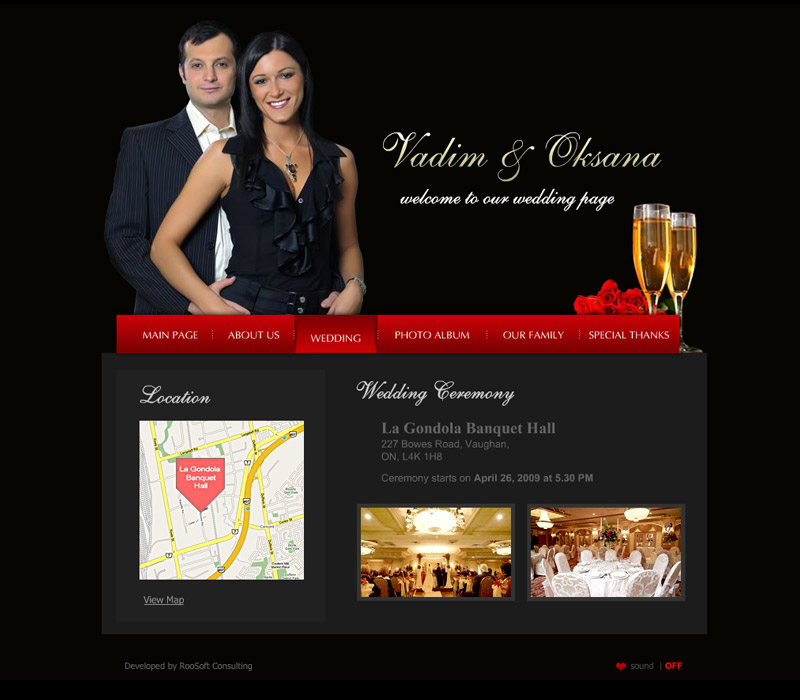 Vadim & Oksana
welcome to our wedding page
MAIN PAGE
ABOUT US
WEDDING
PHOTO ALBUM
OUR FAMILY
SPECIAL THANKS
Location
La Gondola
Banquet
Hall
View Map
Wedding Ceremony
La Gondola Banquet Hall
227 Bowes Road, Vaughan,
ON, L4K 1H8
Ceremony starts on April 26, 2009 at 5.30 PM
Developed by RooSoft Consulting
sound | OFF